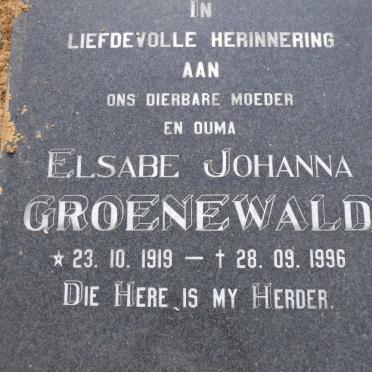 IN
LIEFDEVOLLE HERINNERING
AAN
ONS DIERBARE MOEDER
EN OUMA
ELSABE JOHANNA
GROENEWALD
★ 23. 10. 1919 — † 28. 09. 1996
DIE HERE IS MY HERDER.